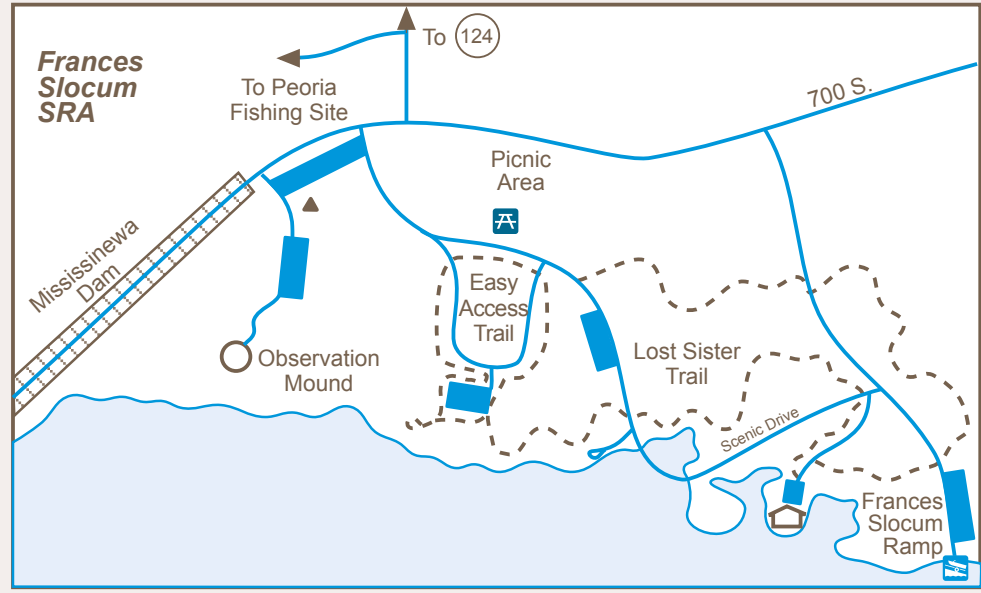 Frances
Slocum
SRA
To 124
To Peoria
Fishing Site
700 S.
Picnic
Area
Mississinewa
Dam
Easy
Access
Trail
Observation
Mound
Lost Sister
Trail
Scenic Drive
Frances
Slocum
Ramp